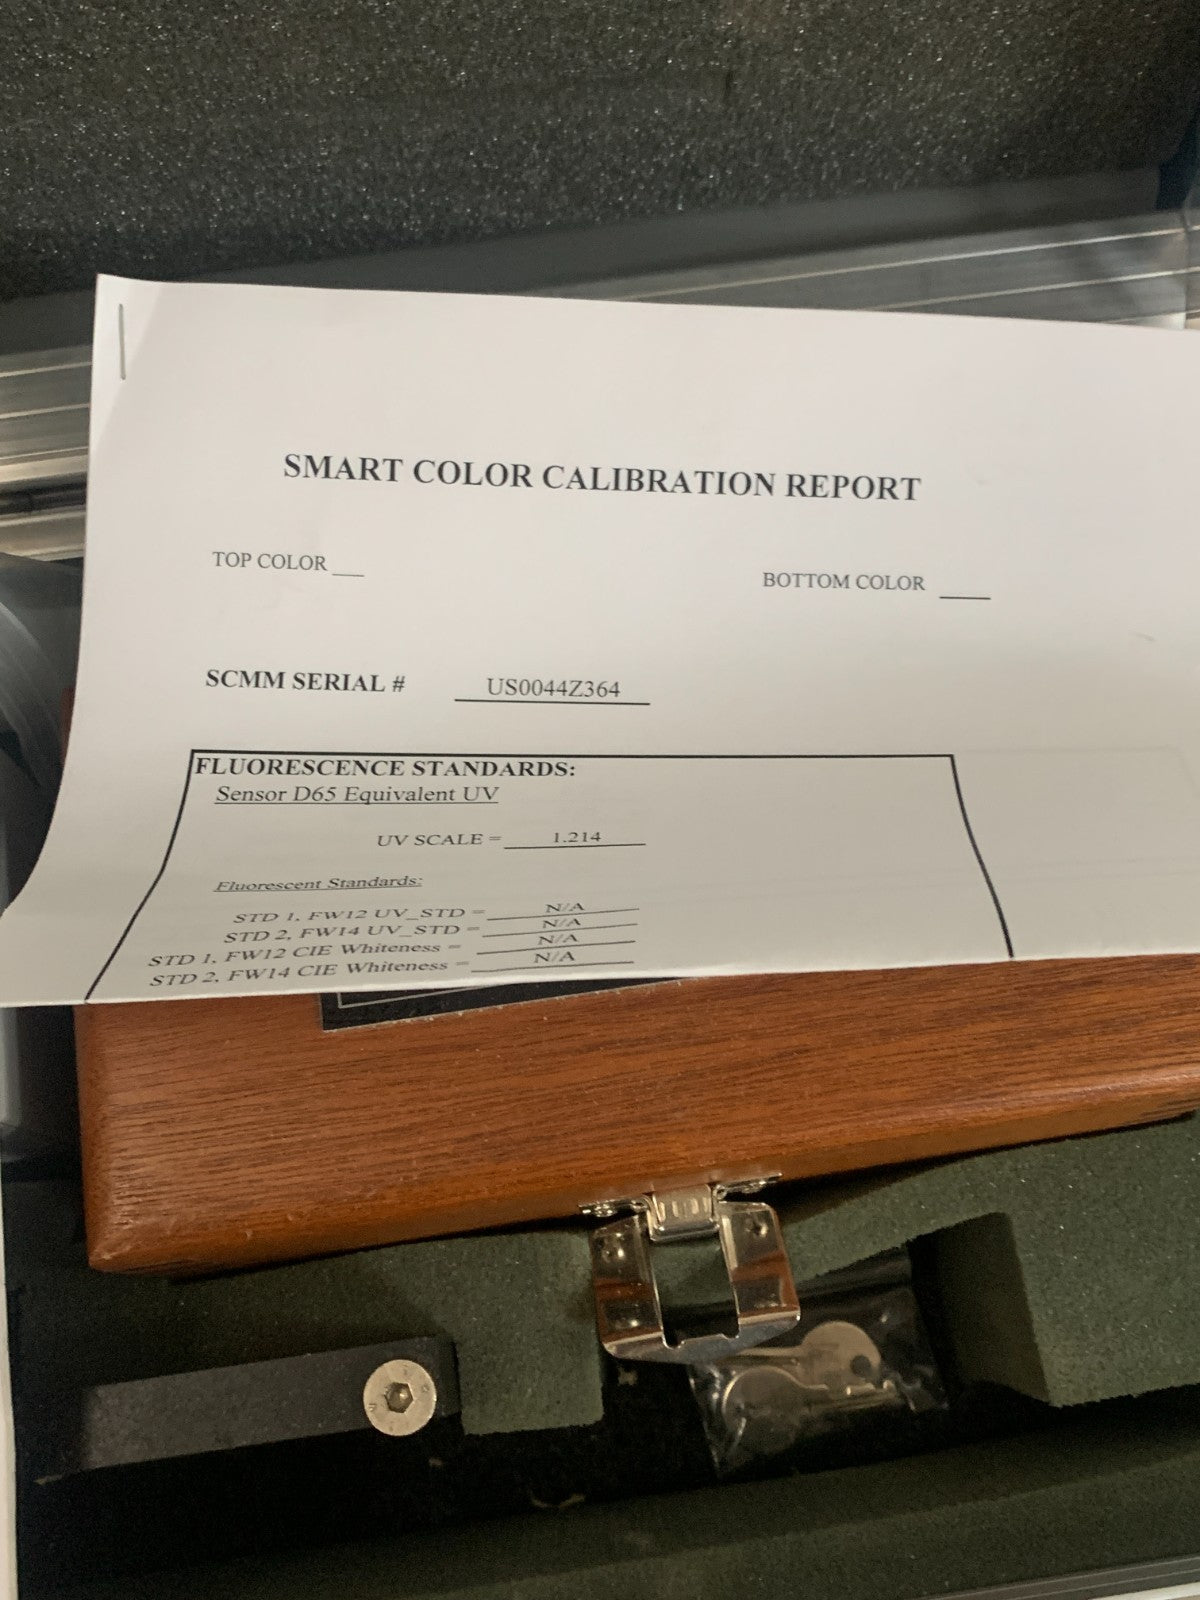 SMART COLOR CALIBRATION REPORT
TOP COLOR ___ BOTTOM COLOR ____
SCMM SERIAL # US0044Z364
FLUORESCENCE STANDARDS:
Sensor D65 Equivalent UV
UV SCALE = 1.214
Fluorescent Standards:
STD 1, FW12 UV_STD = N/A
STD 2, FW14 UV_STD = N/A
STD 1, FW12 CIE Whiteness = N/A
STD 2, FW14 CIE Whiteness = N/A